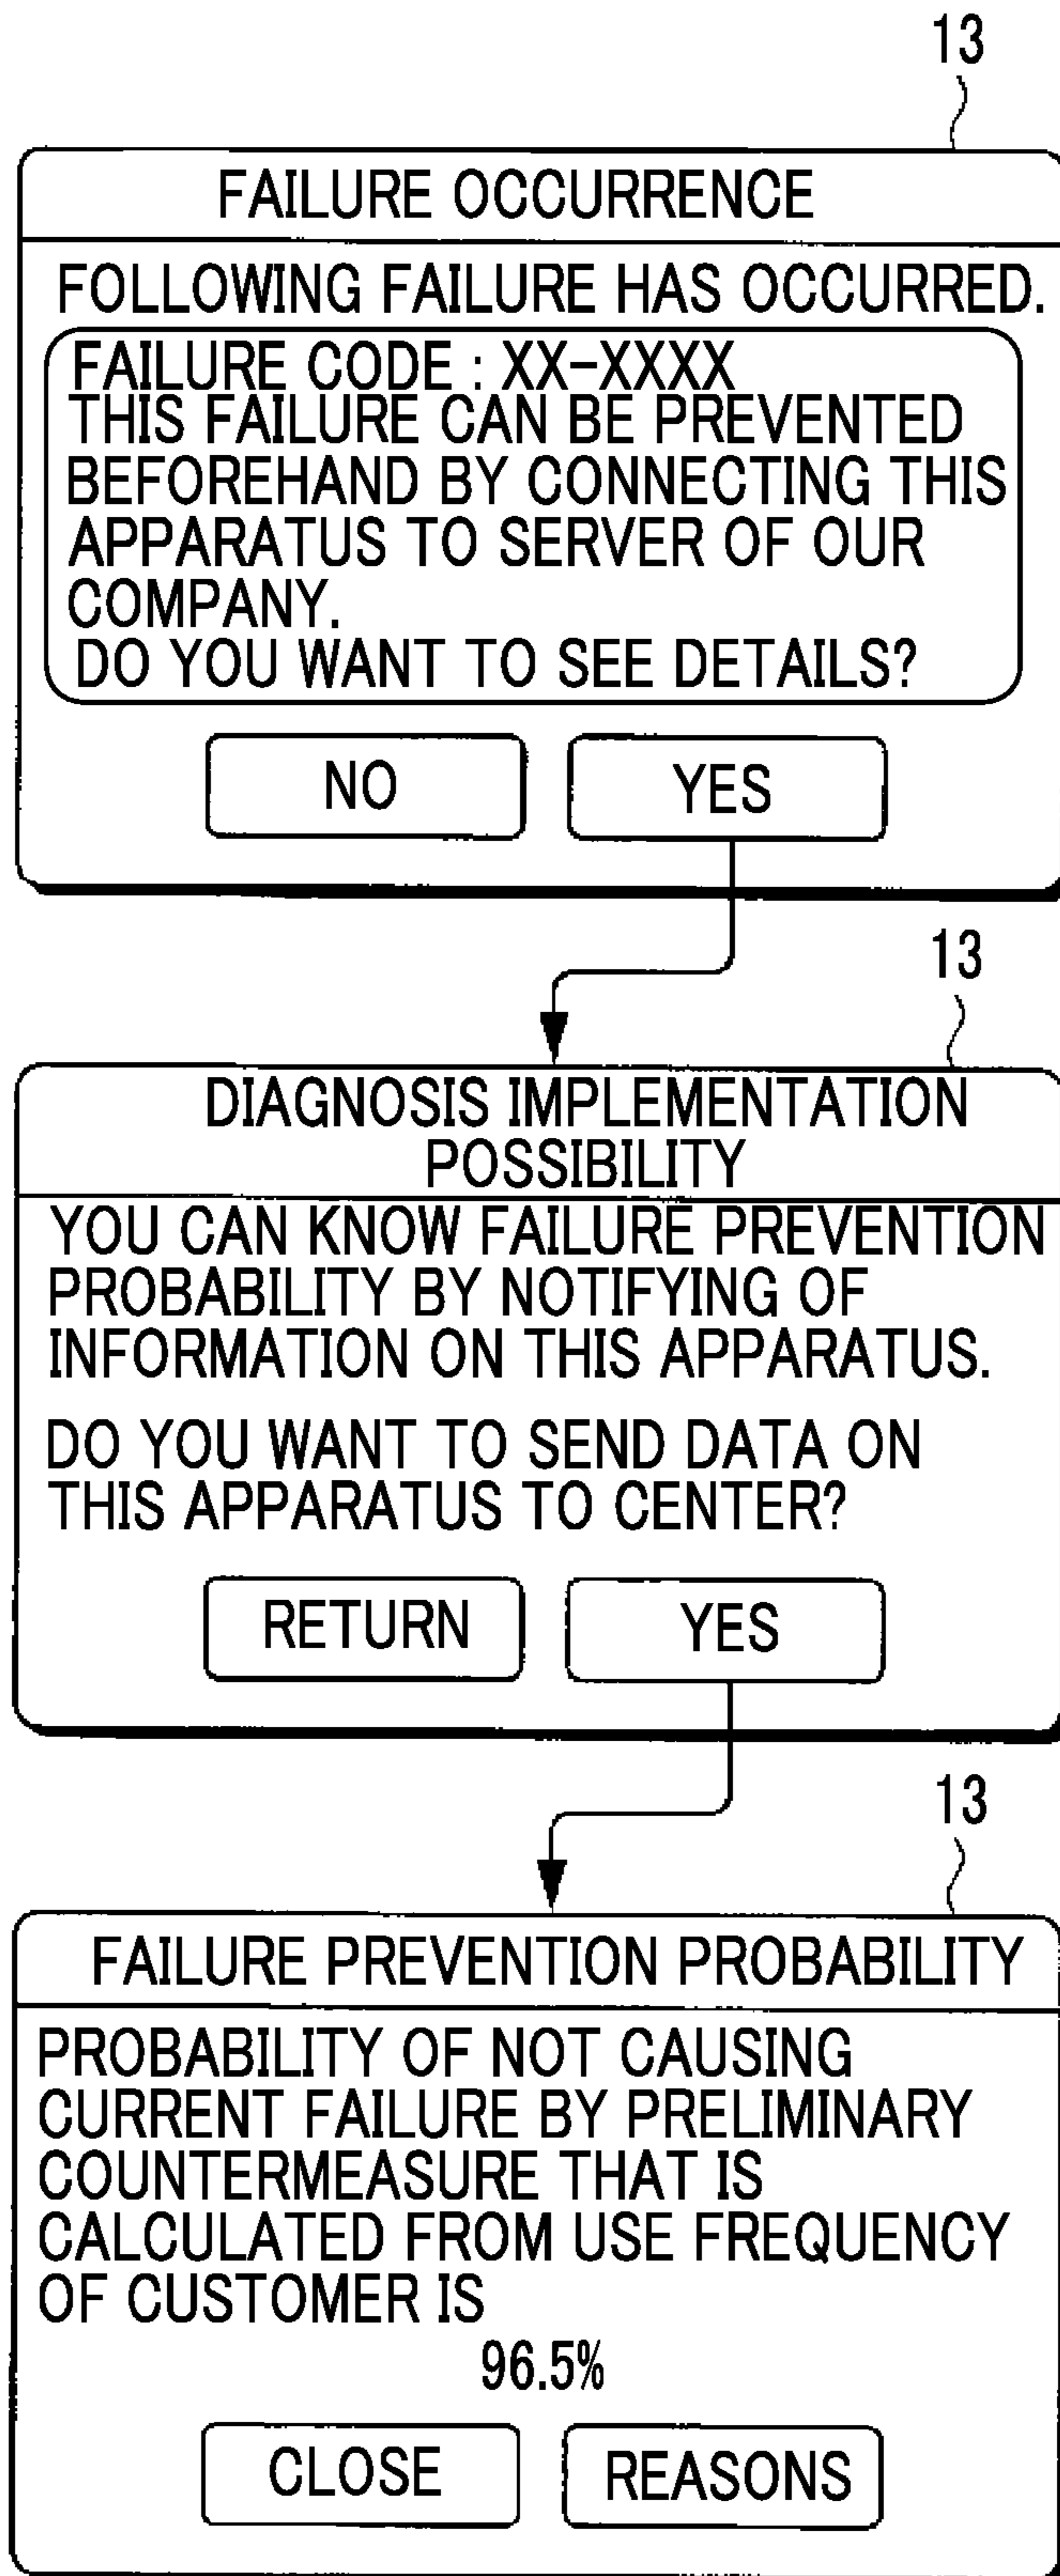 13
FAILURE OCCURRENCE
FOLLOWING FAILURE HAS OCCURRED.
FAILURE CODE : XX-XXXX
THIS FAILURE CAN BE PREVENTED
BEFOREHAND BY CONNECTING THIS
APPARATUS TO SERVER OF OUR
COMPANY.
DO YOU WANT TO SEE DETAILS?
NO YES
13
DIAGNOSIS IMPLEMENTATION
POSSIBILITY
YOU CAN KNOW FAILURE PREVENTION
PROBABILITY BY NOTIFYING OF
INFORMATION ON THIS APPARATUS.
DO YOU WANT TO SEND DATA ON
THIS APPARATUS TO CENTER?
RETURN YES
13
FAILURE PREVENTION PROBABILITY
PROBABILITY OF NOT CAUSING
CURRENT FAILURE BY PRELIMINARY
COUNTERMEASURE THAT IS
CALCULATED FROM USE FREQUENCY
OF CUSTOMER IS
96.5%
CLOSE REASONS